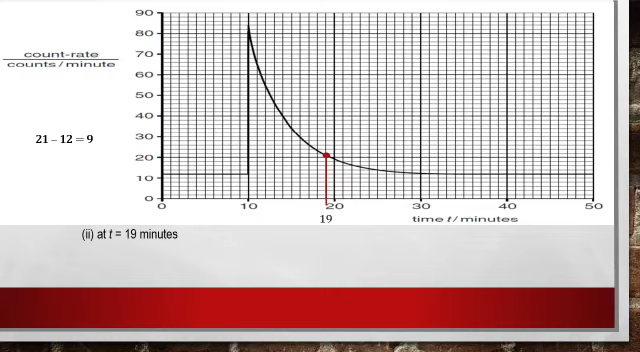 90
80
70
60
50
40
30
20
10
0
count-rate
counts / minute
21 – 12 = 9
0 10 20 30 40 50
19
time t / minutes
(ii) at t = 19 minutes